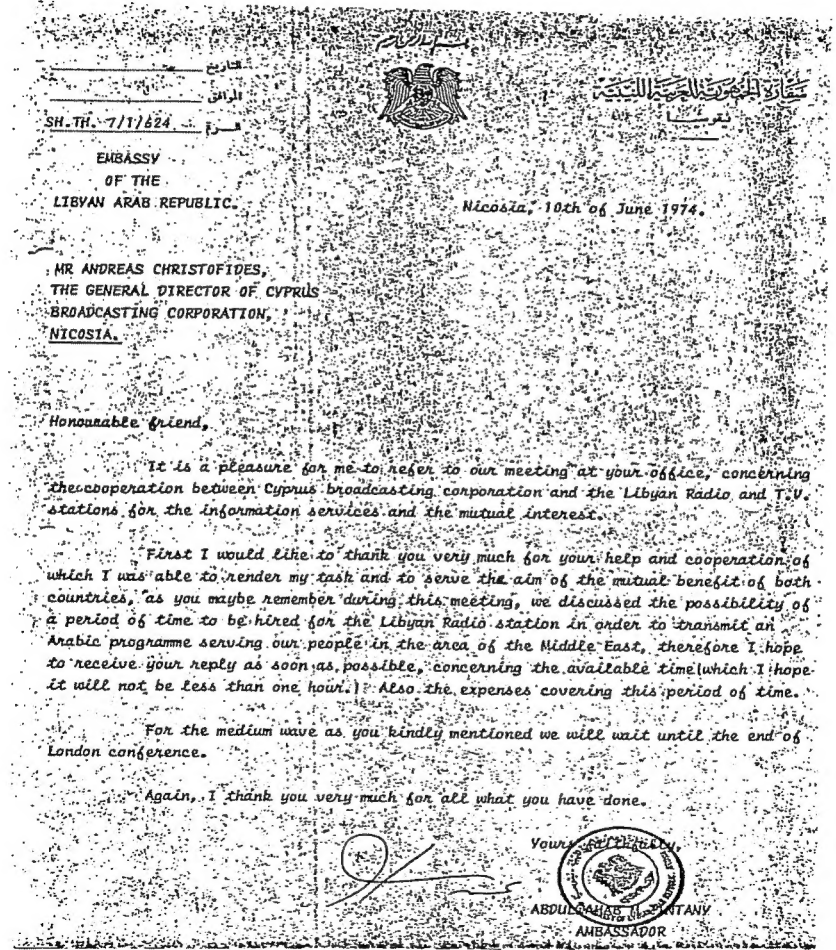 بسم الله الرحمن الرحيم
التاريخ
الموافق
SH.TH. 7/1/624
سفارة الجمهورية العربية الليبية
نيقوسيا
EMBASSY
OF THE
LIBYAN ARAB REPUBLIC.
Nicosia, 10th of June 1974.
MR ANDREAS CHRISTOFIDES,
THE GENERAL DIRECTOR OF CYPRUS
BROADCASTING CORPORATION,
NICOSIA.
Honourable friend,
It is a pleasure for me to refer to our meeting at your office, concerning
the cooperation between Cyprus broadcasting corporation and the Libyan Radio and T.V.
stations for the information services and the mutual interest.
First I would like to thank you very much for your help and cooperation of
which I was able to render my task and to serve the aim of the mutual benefit of both
countries, as you maybe remember during this meeting, we discussed the possibility of
a period of time to be hired for the Libyan Radio station in order to transmit an
Arabic programme serving our people in the area of the Middle East, therefore I hope
to receive your reply as soon as possible, concerning the available time(which I hope
it will not be less than one hour.) Also the expenses covering this period of time.
For the medium wave as you kindly mentioned we will wait until the end of
London conference.
Again, I thank you very much for all what you have done.
Yours faithfully,
AMBASSADOR